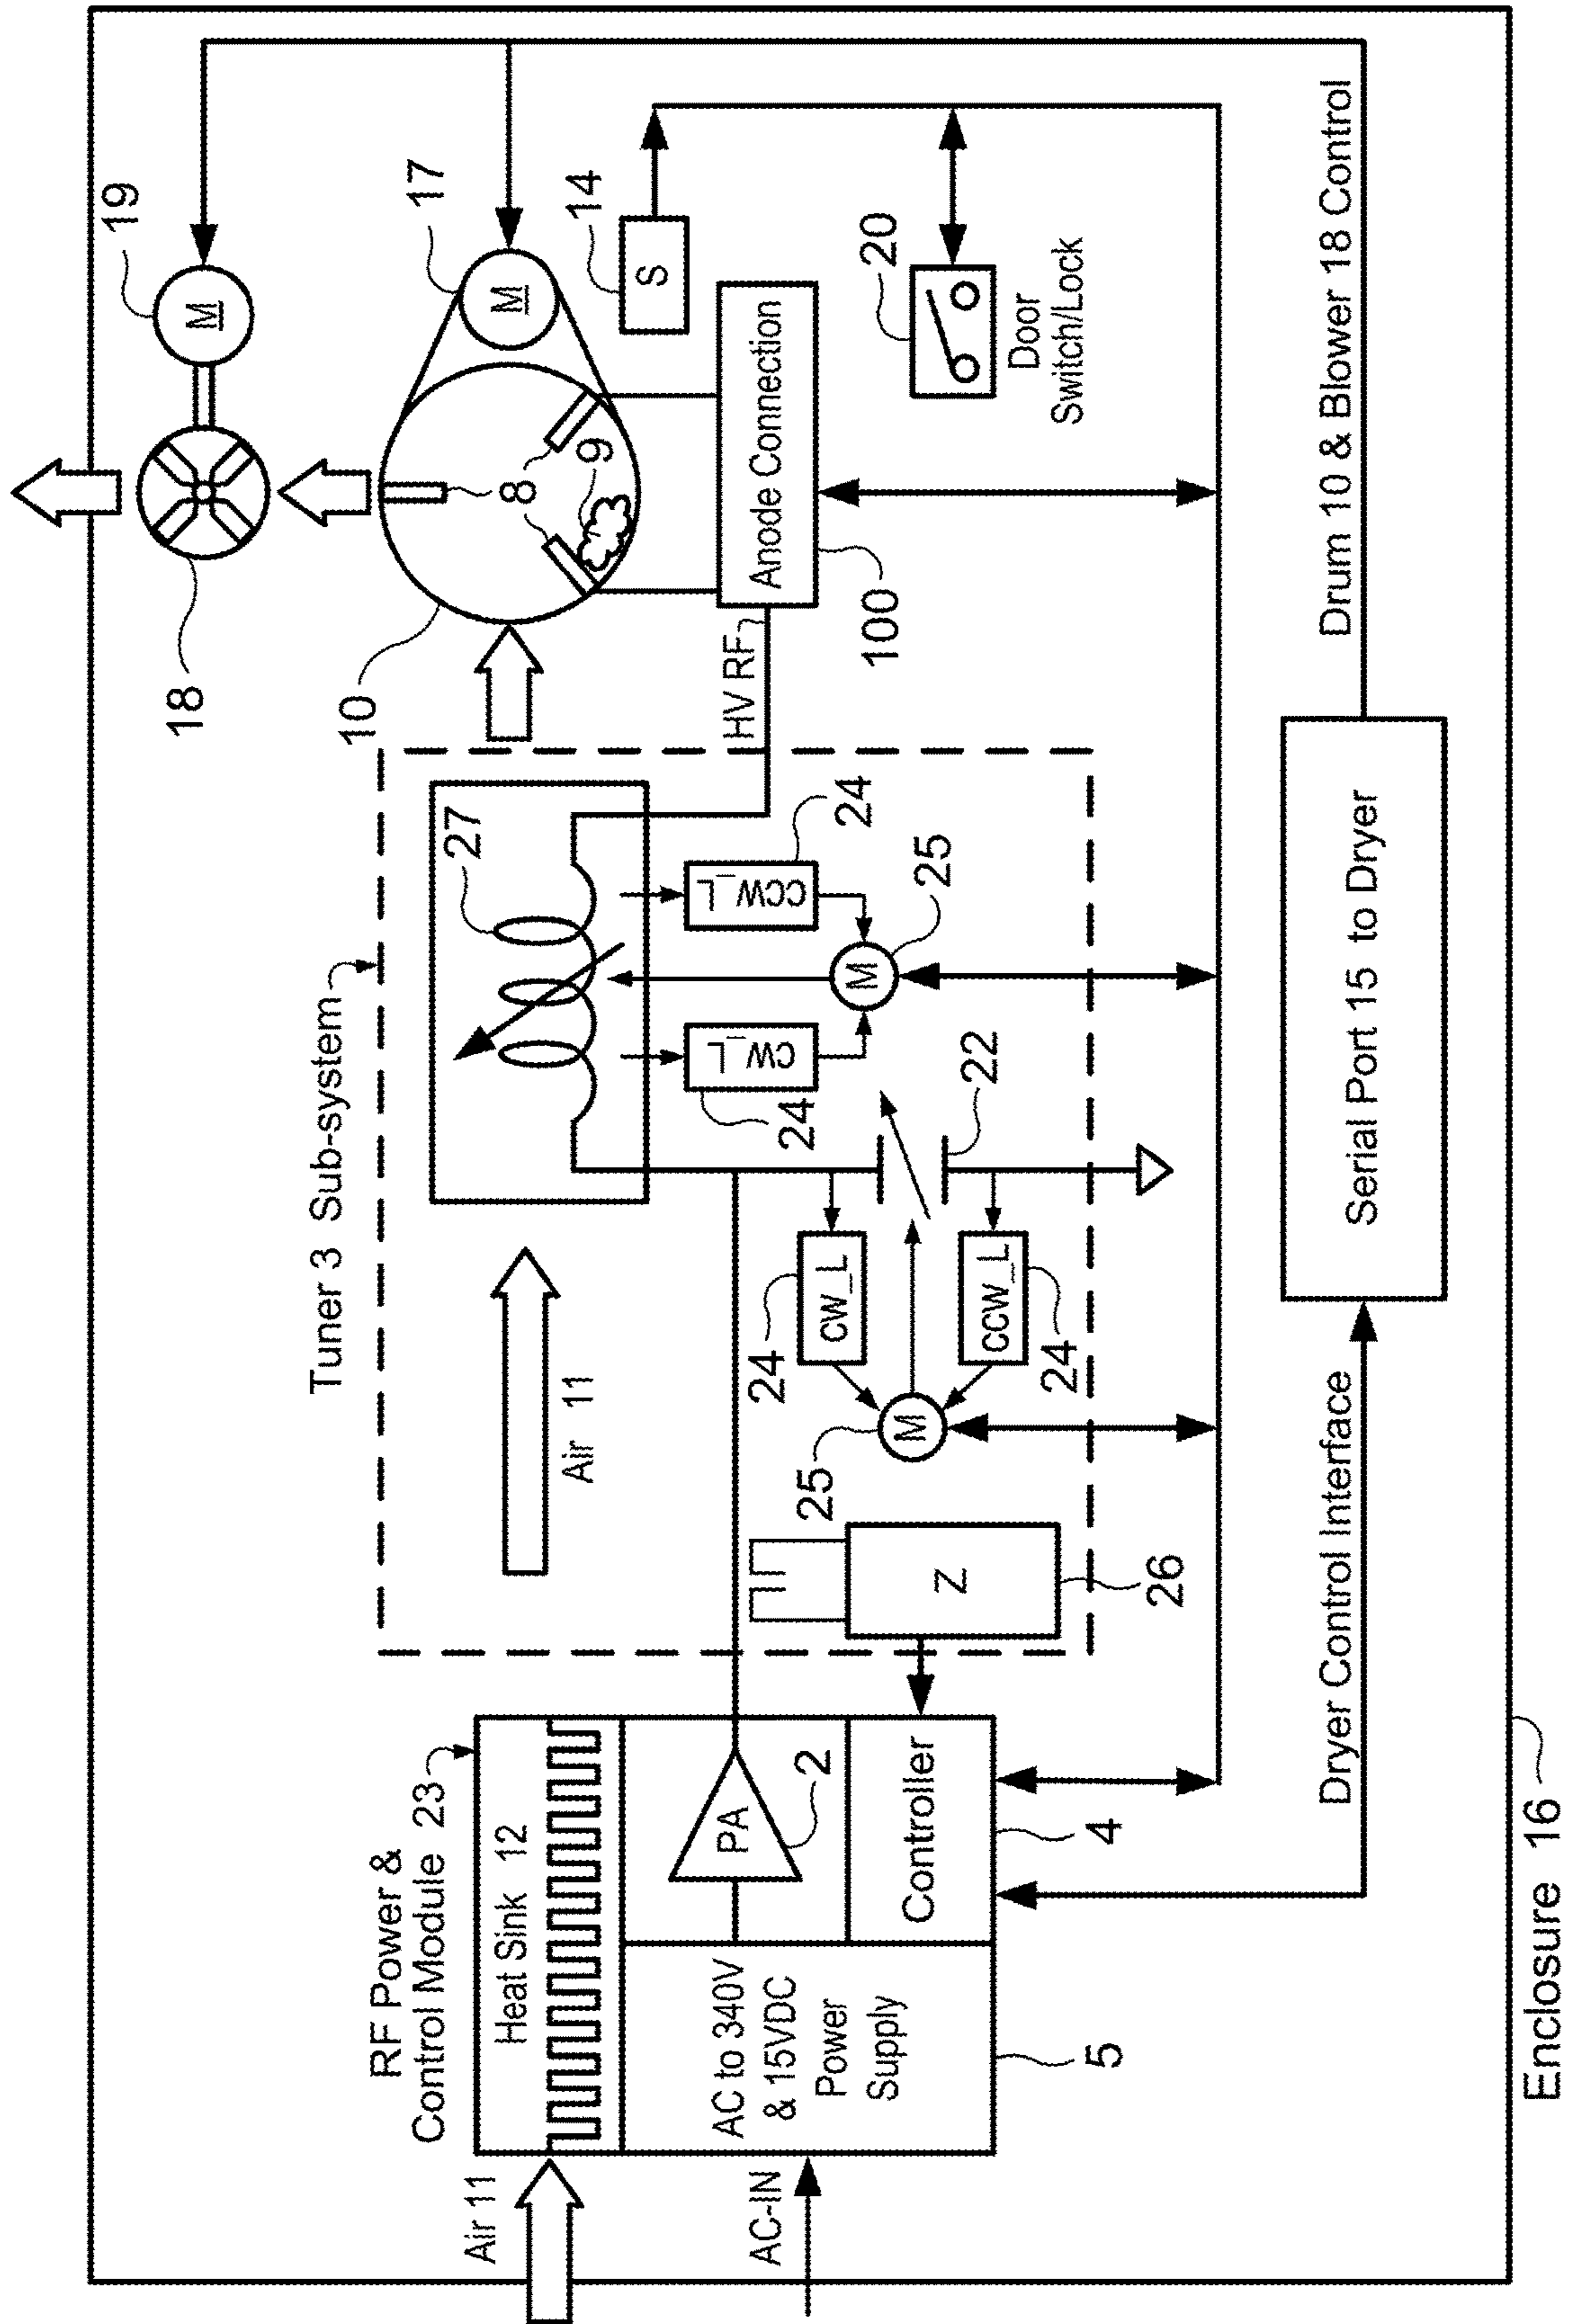 Enclosure 16
RF Power &
Control Module 23
Air 11
Heat Sink 12
AC-IN
AC to 340V
& 15VDC
Power
Supply
5
PA
2
Controller
4
Tuner 3 Sub-system
Air 11
27
CW_L
24
CCW_L
24
M
25
22
CW_L
24
CCW_L
24
M
25
Z
26
HV RF
Anode Connection
100
10
8
9
M
17
18
M
19
S
14
20
Door
Switch/Lock
Dryer Control Interface
Serial Port 15 to Dryer
Drum 10 & Blower 18 Control